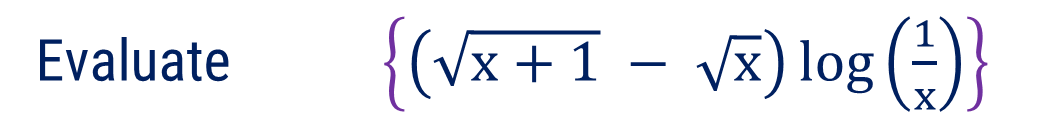 Evaluate {(√x + 1 − √x) log(1/x)}